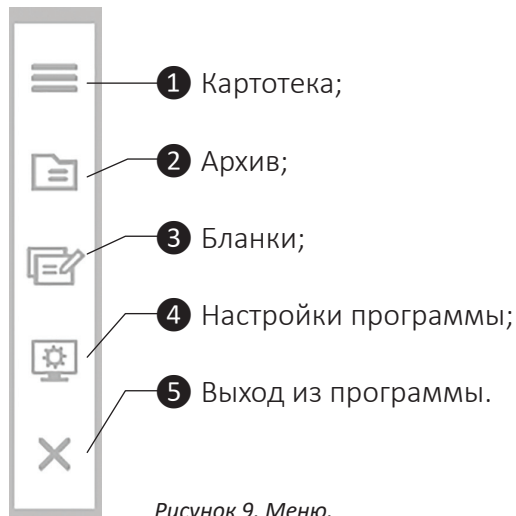 1 Картотека;
2 Архив;
3 Бланки;
4 Настройки программы;
5 Выход из программы.
Рисунок 9. Меню.